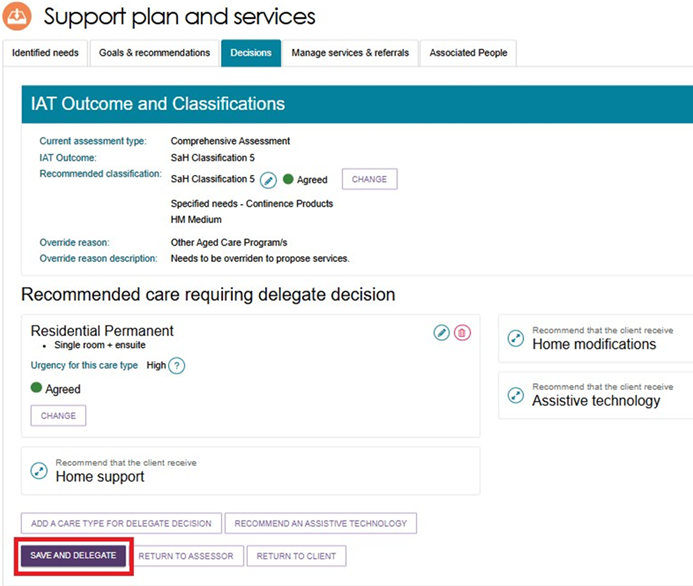 Support plan and services
Identified needs
Goals & recommendations
Decisions
Manage services & referrals
Associated People
IAT Outcome and Classifications
Current assessment type: Comprehensive Assessment
IAT Outcome: SaH Classification 5
Recommended classification: SaH Classification 5 Agreed CHANGE
Specified needs - Continence Products
HM Medium
Override reason: Other Aged Care Program/s
Override reason description: Needs to be overriden to propose services.
Recommended care requiring delegate decision
Residential Permanent
• Single room + ensuite
Urgency for this care type High ?
Agreed
CHANGE
Recommend that the client receive
Home support
Recommend that the client receive
Home modifications
Recommend that the client receive
Assistive technology
ADD A CARE TYPE FOR DELEGATE DECISION
RECOMMEND AN ASSISTIVE TECHNOLOGY
SAVE AND DELEGATE
RETURN TO ASSESSOR
RETURN TO CLIENT